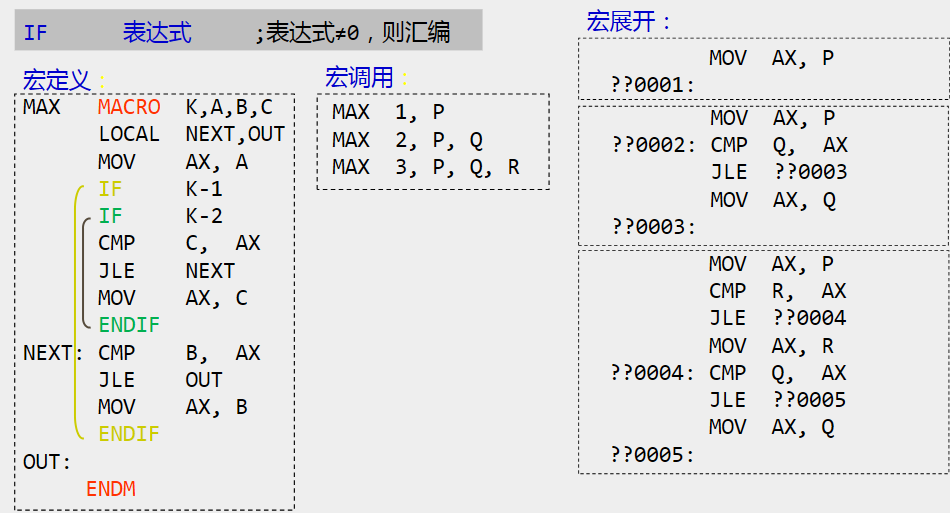 IF 表达式 ;表达式≠0，则汇编
宏定义：
MAX MACRO K,A,B,C
LOCAL NEXT,OUT
MOV AX, A
IF K-1
IF K-2
CMP C, AX
JLE NEXT
MOV AX, C
ENDIF
NEXT: CMP B, AX
JLE OUT
MOV AX, B
ENDIF
OUT:
ENDM
宏调用：
MAX 1, P
MAX 2, P, Q
MAX 3, P, Q, R
宏展开：
MOV AX, P
??0001:
MOV AX, P
??0002: CMP Q, AX
JLE ??0003
MOV AX, Q
??0003:
MOV AX, P
CMP R, AX
JLE ??0004
MOV AX, R
??0004: CMP Q, AX
JLE ??0005
MOV AX, Q
??0005: